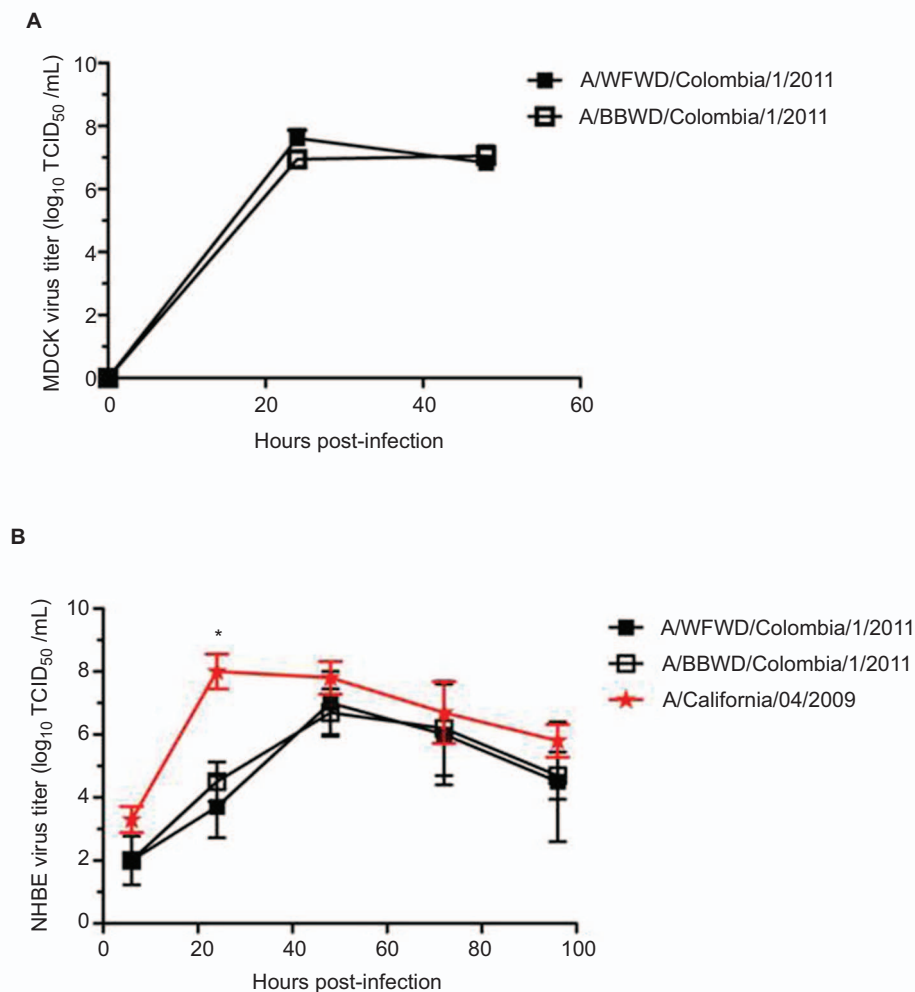 A
MDCK virus titer (log10 TCID50 /mL)
10
8
6
4
2
0
0 20 40 60
Hours post-infection
A/WFWD/Colombia/1/2011
A/BBWD/Colombia/1/2011
B
NHBE virus titer (log10 TCID50 /mL)
10
8
6
4
2
0
*
0 20 40 60 80 100
Hours post-infection
A/WFWD/Colombia/1/2011
A/BBWD/Colombia/1/2011
A/California/04/2009